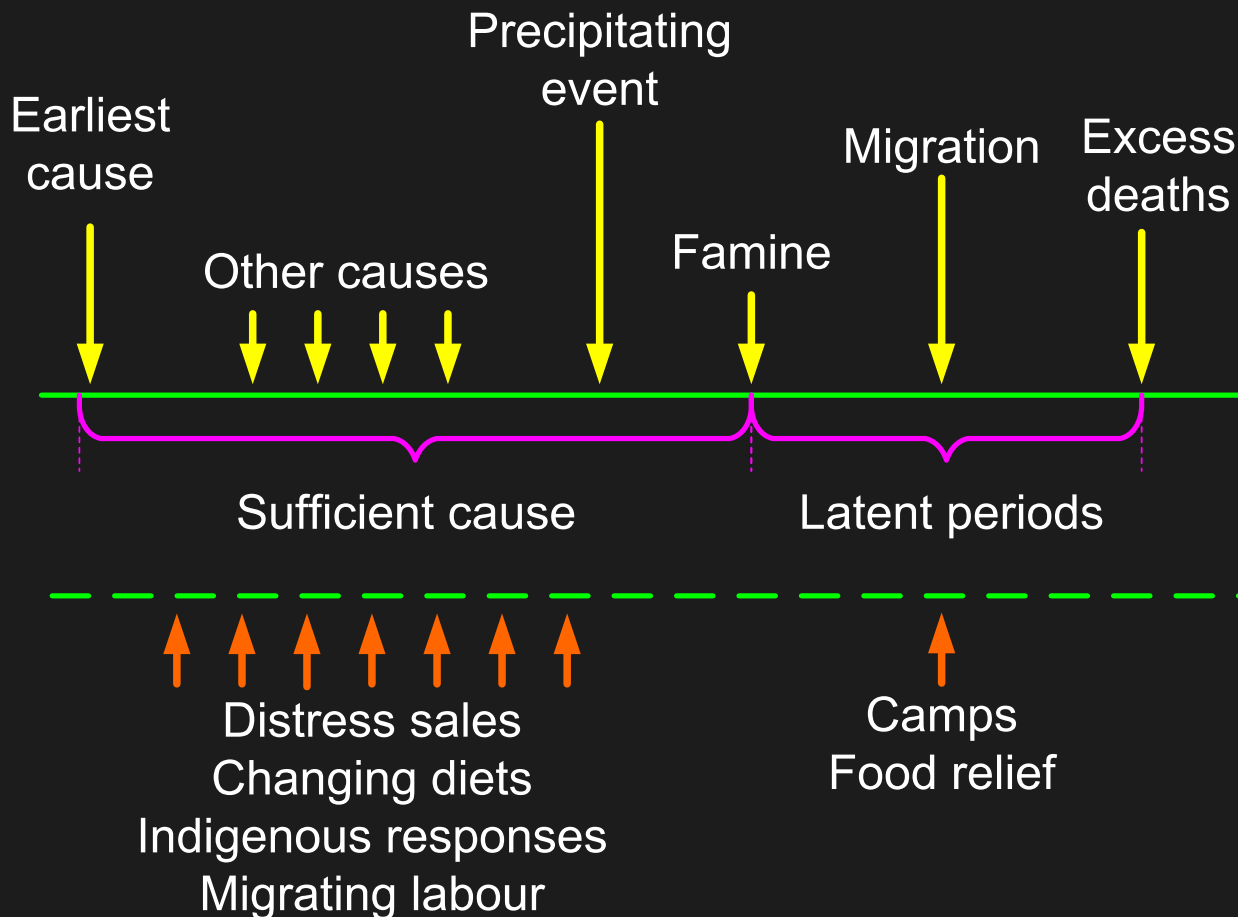 Precipitating
event
Earliest
cause
Migration
Excess
deaths
Other causes
Famine
Sufficient cause
Latent periods
Distress sales
Changing diets
Indigenous responses
Migrating labour
Camps
Food relief